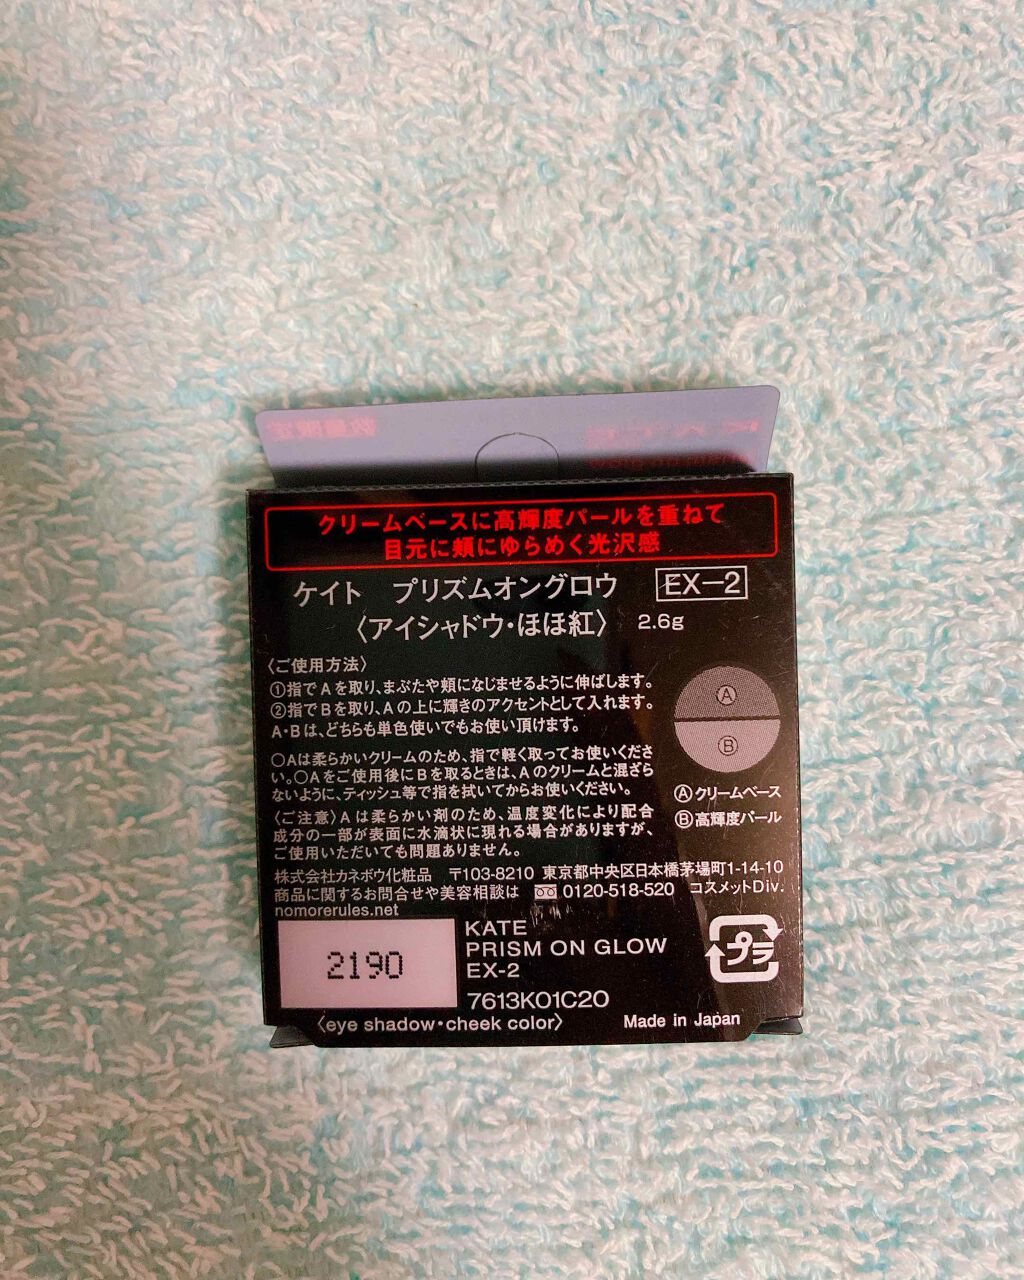 数量限定
クリームベースに高輝度パールを重ねて
目元に頬にゆらめく光沢感
ケイト プリズムオングロウ EX-2
〈アイシャドウ・ほほ紅〉 2.6g
〈ご使用方法〉
①指でAを取り、まぶたや頬になじませるように伸ばします。
②指でBを取り、Aの上に輝きのアクセントとして入れます。
A・Bは、どちらも単色使いでもお使い頂けます。
○Aは柔らかいクリームのため、指で軽く取ってお使いくださ
い。○Aをご使用後にBを取るときは、Aのクリームと混ざら
ないように、ティッシュ等で指を拭いてからお使いください。
〈ご注意〉Aは柔らかい剤のため、温度変化により配合
成分の一部が表面に水滴状に現れる場合がありますが、
ご使用いただいても問題ありません。
Ⓐ
Ⓑ
Ⓐクリームベース
Ⓑ高輝度パール
株式会社カネボウ化粧品 〒103-8210 東京都中央区日本橋茅場町1-14-10
商品に関するお問合せや美容相談は 0120-518-520 コスメットDiv.
nomorerules.net
2190
KATE
PRISM ON GLOW
EX-2
7613K01C20
プラ
〈eye shadow・cheek color〉 Made in Japan